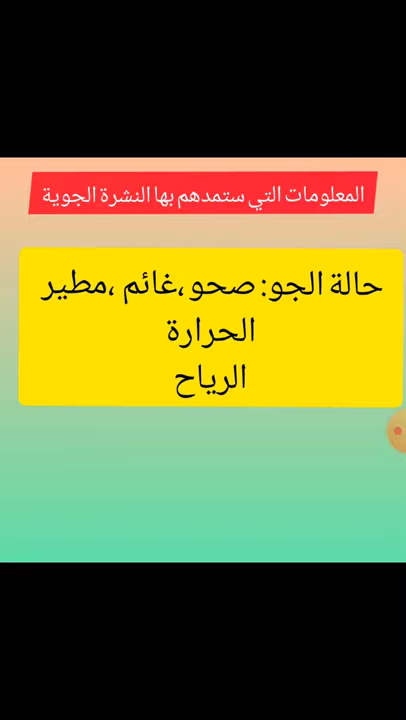 المعلومات التي ستمدهم بها النشرة الجوية
حالة الجو: صحو،غائم ،مطير
الحرارة
الرياح